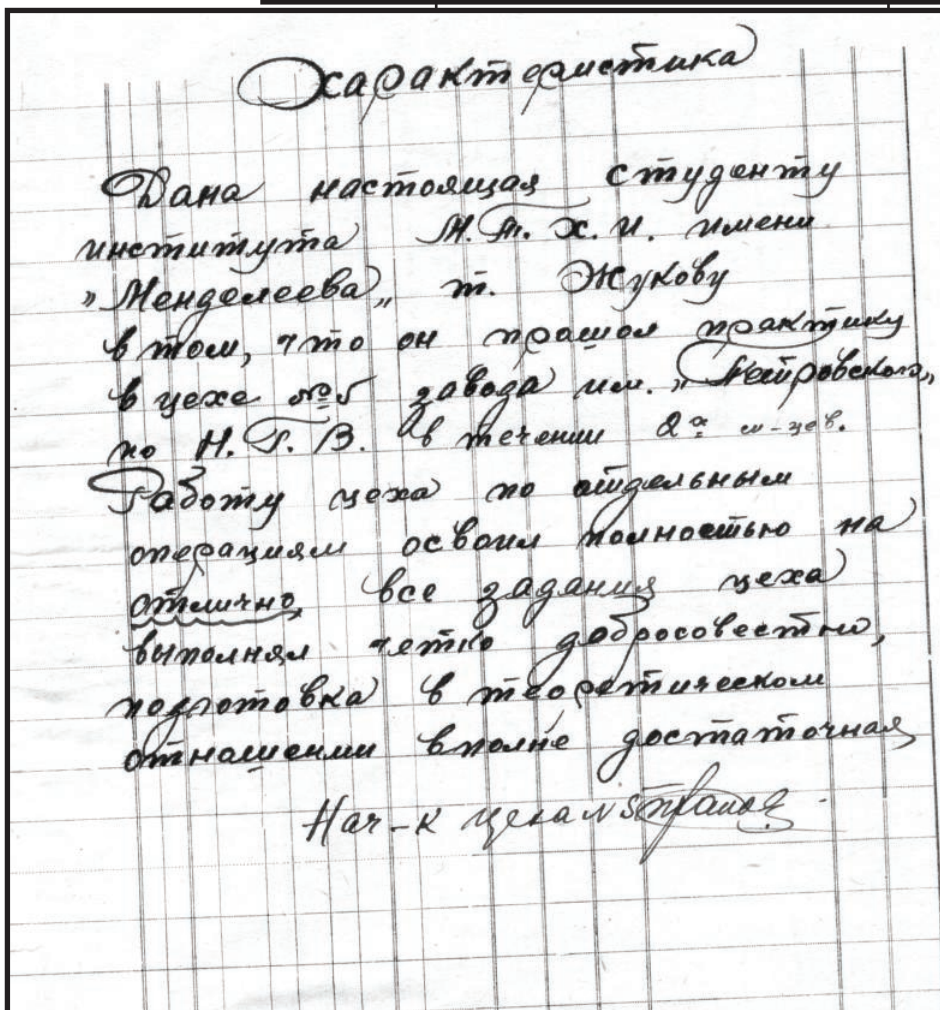 Характеристика
Дана настоящая студенту
института М.Т.Х.И. имени
„Менделеева„ т. Жукову
в том, что он прошол практику
в цехе №5 завода им. „Петровского„
по Н.Г.В. в течении 2х м-цев.
Работу цеха по отдельным
операциям освоил полностью на
отлично, все задания цеха
выполнял четко добросовестно,
подготовка в теоретическом
отношении вполне достаточная
Нач-к цеха №5